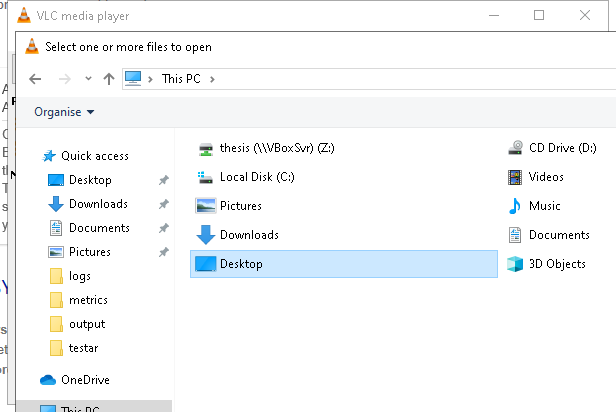 VLC media player
Select one or more files to open
This PC
Organise
Quick access
Desktop
Downloads
Documents
Pictures
logs
metrics
output
testar
OneDrive
This PC
thesis (\\VBoxSvr) (Z:)
CD Drive (D:)
Local Disk (C:)
Videos
Pictures
Music
Downloads
Documents
Desktop
3D Objects